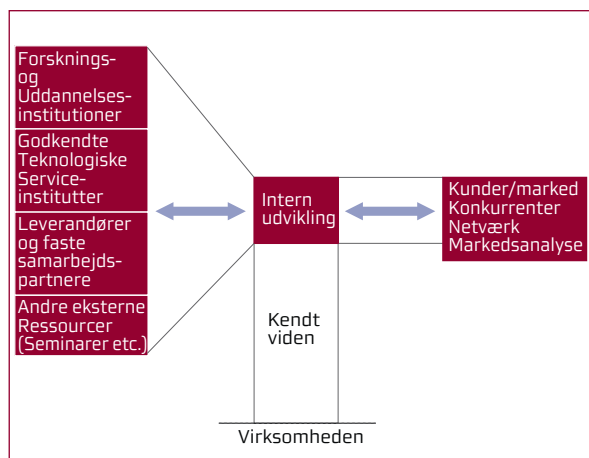 Forsknings-
og
Uddannelses-
institutioner
Godkendte
Teknologiske
Service-
institutter
Leverandører
og faste
samarbejds-
partnere
Andre eksterne
Ressourcer
(Seminarer etc.)
Intern
udvikling
Kunder/marked
Konkurrenter
Netværk
Markedsanalyse
Kendt
viden
Virksomheden